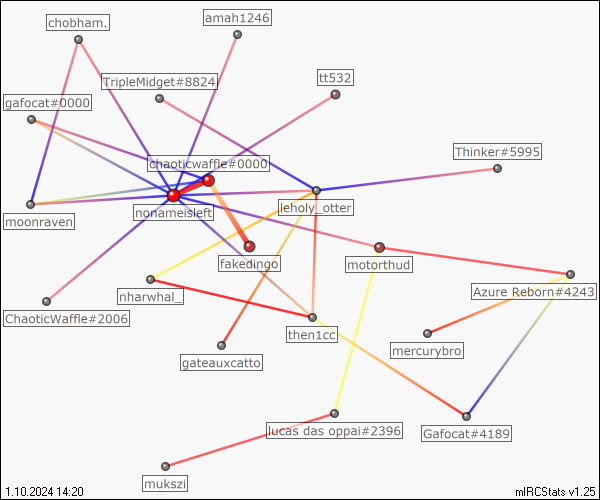 amah1246
chobham.
tt532
TripleMidget#8824
gafocat#0000
Thinker#5995
chaoticwaffle#0000
nonameisleft
leholy_otter
moonraven
fakedingo
motorthud
nharwhal_
Azure Reborn#4243
ChaoticWaffle#2006
then1cc
mercurybro
gateauxcatto
lucas das oppai#2396
Gafocat#4189
mukszi
1.10.2024 14:20
mIRCStats v1.25